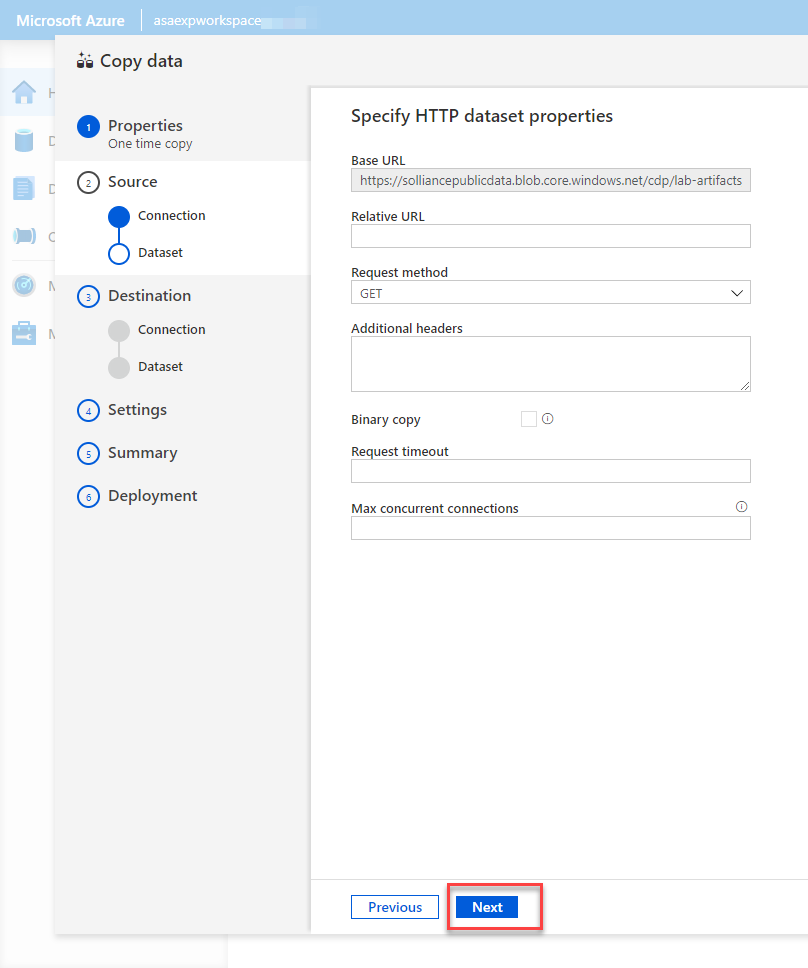 Microsoft Azure
asaexpworkspace
Copy data
1 Properties
One time copy
2 Source
Connection
Dataset
3 Destination
Connection
Dataset
4 Settings
5 Summary
6 Deployment
Specify HTTP dataset properties
Base URL
https://solliancepublicdata.blob.core.windows.net/cdp/lab-artifacts
Relative URL
Request method
GET
Additional headers
Binary copy
Request timeout
Max concurrent connections
Previous
Next